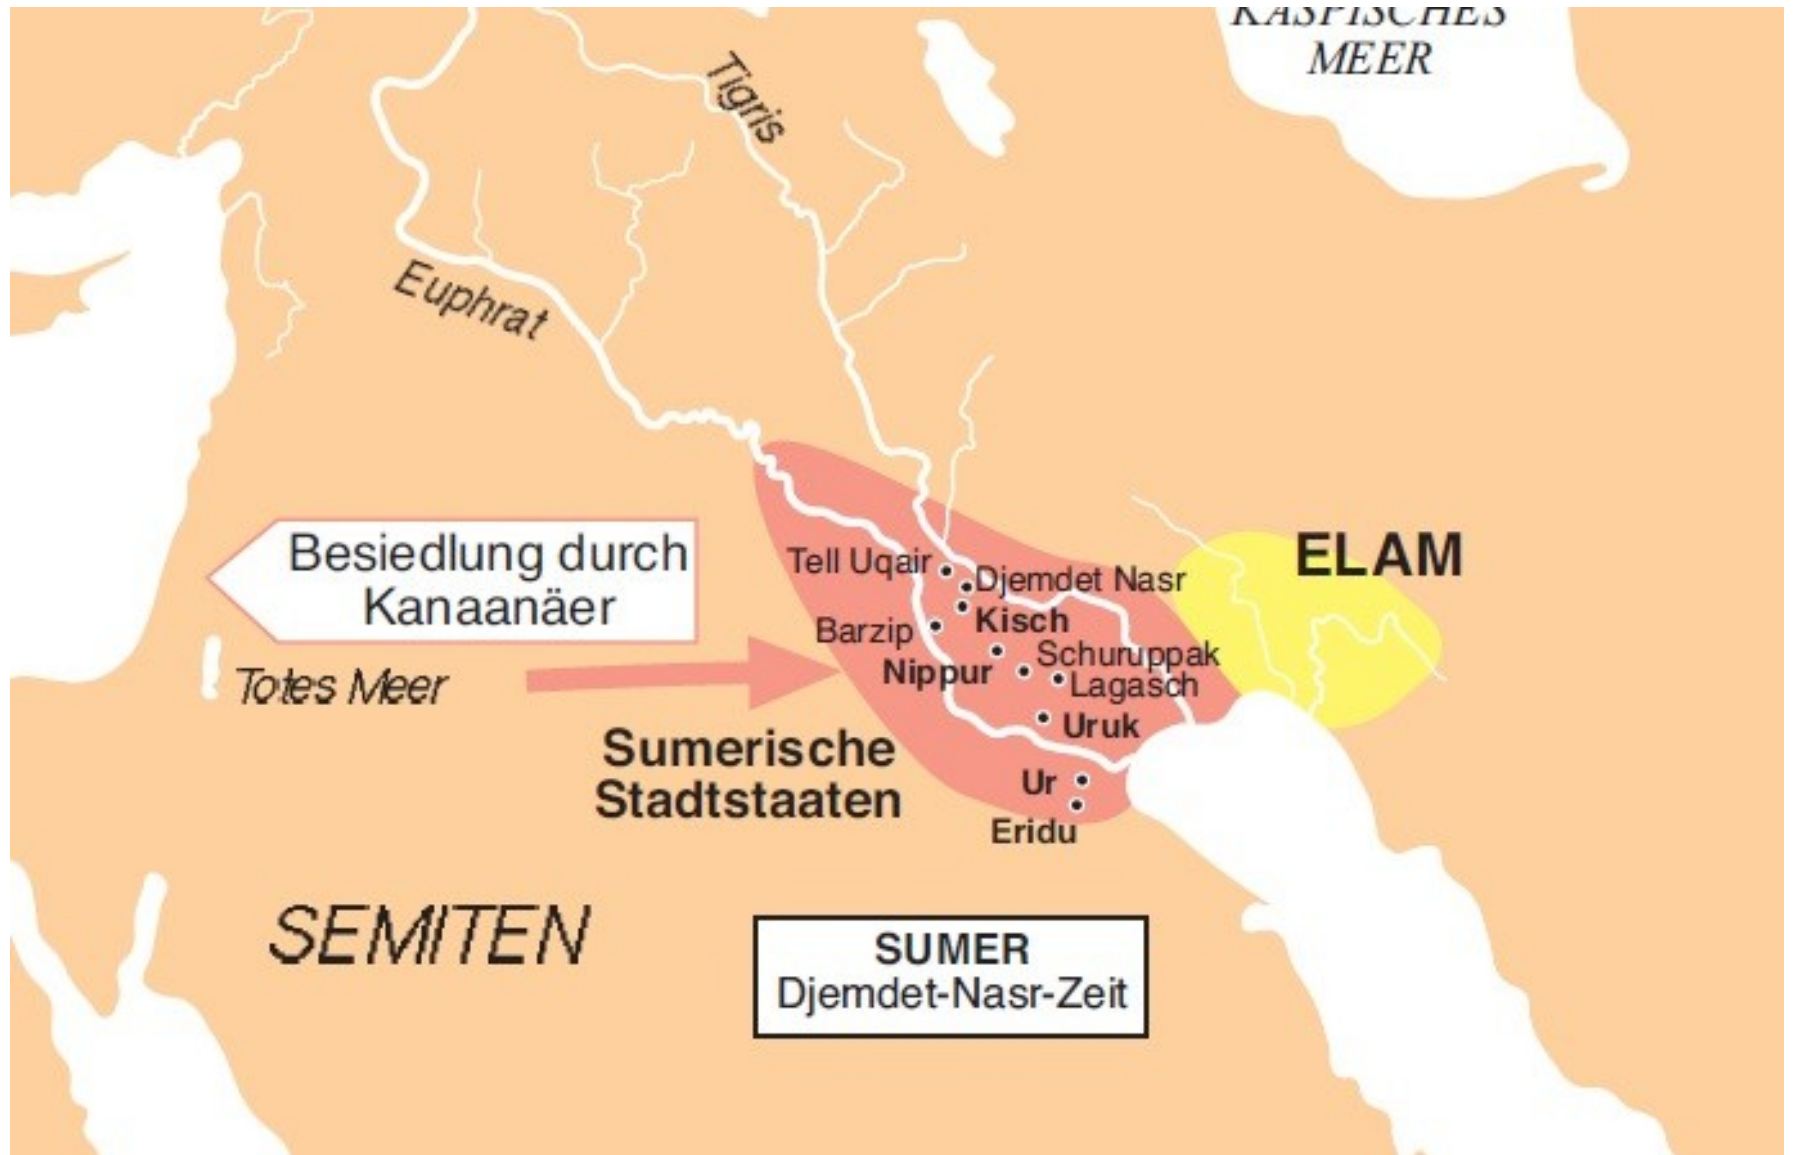 KASPISCHES
MEER
Tigris
Euphrat
Besiedlung durch
Kanaanäer
Totes Meer
ELAM
Tell Uqair
Djemdet Nasr
Kisch
Barzip
Schuruppak
Nippur
Lagasch
Uruk
Sumerische
Stadtstaaten
Ur
Eridu
SEMITEN
SUMER
Djemdet-Nasr-Zeit